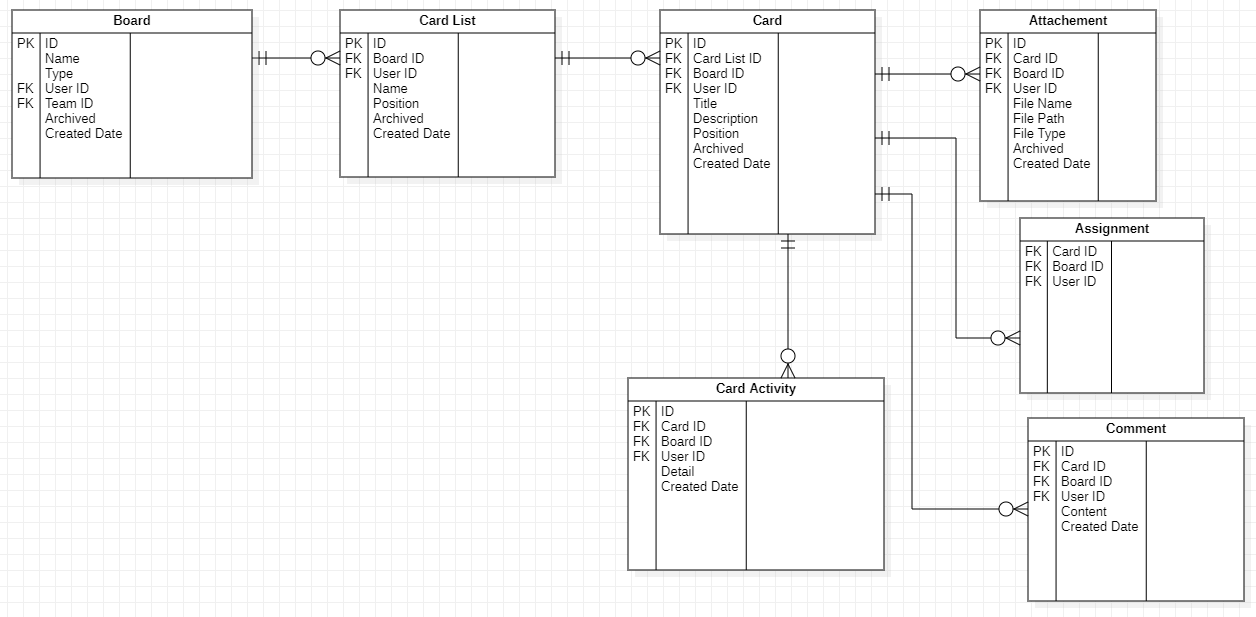 Board
PK ID
Name
Type
FK User ID
FK Team ID
Archived
Created Date
Card List
PK ID
FK Board ID
FK User ID
Name
Position
Archived
Created Date
Card
PK ID
FK Card List ID
FK Board ID
FK User ID
Title
Description
Position
Archived
Created Date
Attachement
PK ID
FK Card ID
FK Board ID
FK User ID
File Name
File Path
File Type
Archived
Created Date
Assignment
FK Card ID
FK Board ID
FK User ID
Card Activity
PK ID
FK Card ID
FK Board ID
FK User ID
Detail
Created Date
Comment
PK ID
FK Card ID
FK Board ID
FK User ID
Content
Created Date